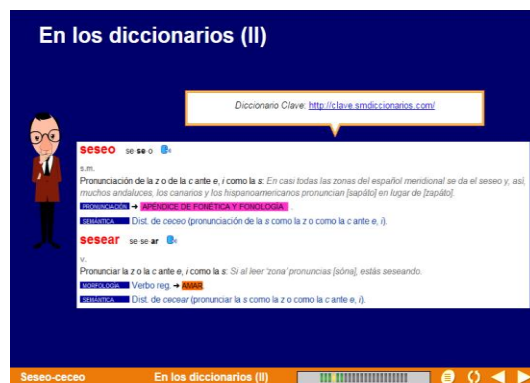 En los diccionarios (II)
Diccionario Clave: http://clave.smdiccionarios.com/
seseo se·se·o
s.m.
Pronunciación de la z o de la c ante e, i como la s: En casi todas las zonas del español meridional se da el seseo y, así,
muchos andaluces, los canarios y los hispanoamericanos pronuncian [sapáto] en lugar de [zapáto].
PRONUNCIACIÓN → APÉNDICE DE FONÉTICA Y FONOLOGÍA.
SEMÁNTICA Dist. de ceceo (pronunciación de la s como la z o como la c ante e, i).
sesear se·se·ar
v.
Pronunciar la z o la c ante e, i como la s: Si al leer 'zona' pronuncias [sóna], estás seseando.
MORFOLOGÍA Verbo reg. → AMAR.
SEMÁNTICA Dist. de cecear (pronunciar la s como la z o como la c ante e, i).
Seseo-ceceo En los diccionarios (II)